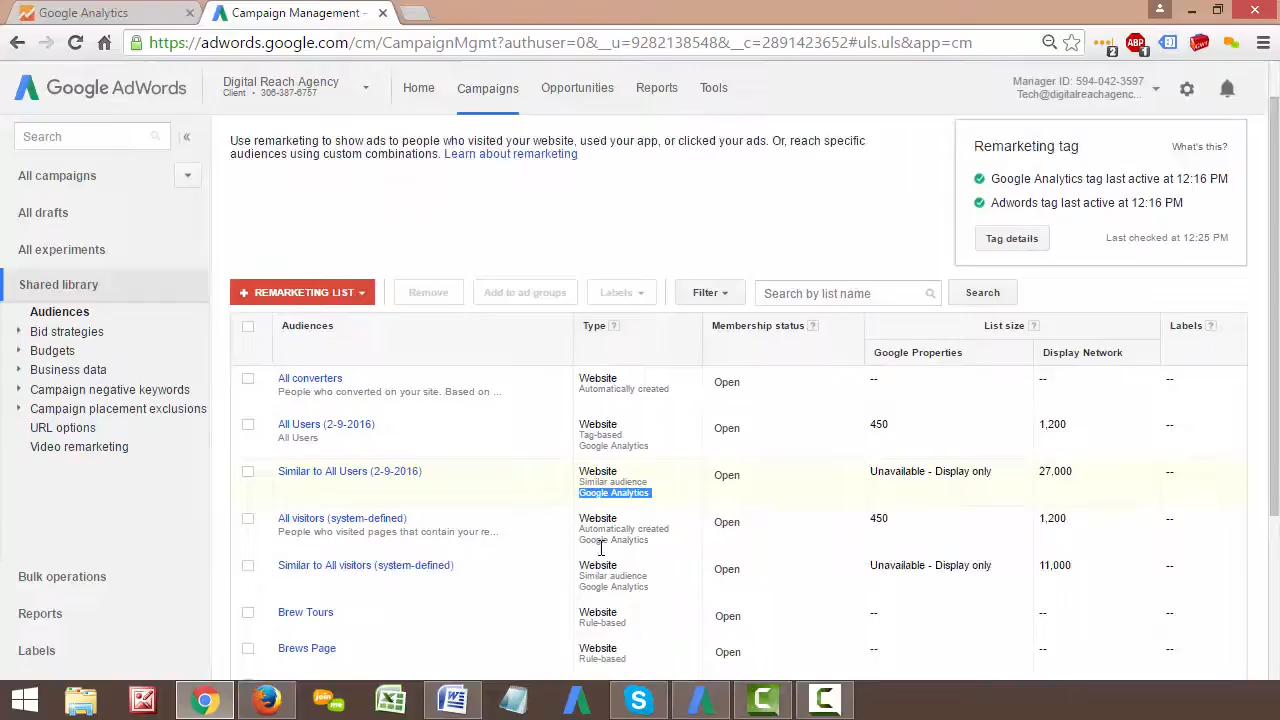 Google Analytics
Campaign Management -
https://adwords.google.com/cm/CampaignMgmt?authuser=0&__u=9282138548&__c=2891423652#uls.uls&app=cm
2
ABP
1
Google AdWords
Digital Reach Agency
Client • 306-387-6757
Home
Campaigns
Opportunities
Reports
Tools
Manager ID: 594-042-3597
Tech@digitalreachagenc...
Search
All campaigns
All drafts
All experiments
Shared library
Audiences
Bid strategies
Budgets
Business data
Campaign negative keywords
Campaign placement exclusions
URL options
Video remarketing
Bulk operations
Reports
Labels
Use remarketing to show ads to people who visited your website, used your app, or clicked your ads. Or, reach specific
audiences using custom combinations. Learn about remarketing
Remarketing tag
What's this?
Google Analytics tag last active at 12:16 PM
Adwords tag last active at 12:16 PM
Tag details
Last checked at 12:25 PM
+ REMARKETING LIST
Remove
Add to ad groups
Labels
Filter
Search by list name
Search
Audiences
Type ?
Membership status ?
List size ?
Labels ?
Google Properties
Display Network
All converters
People who converted on your site. Based on ...
Website
Automatically created
Open
--
--
--
All Users (2-9-2016)
All Users
Website
Tag-based
Google Analytics
Open
450
1,200
--
Similar to All Users (2-9-2016)
Website
Similar audience
Google Analytics
Open
Unavailable - Display only
27,000
--
All visitors (system-defined)
People who visited pages that contain your re...
Website
Automatically created
Google Analytics
Open
450
1,200
--
Similar to All visitors (system-defined)
Website
Similar audience
Google Analytics
Open
Unavailable - Display only
11,000
--
Brew Tours
Website
Rule-based
Open
--
--
--
Brews Page
Website
Rule-based
Open
--
--
--
join
me